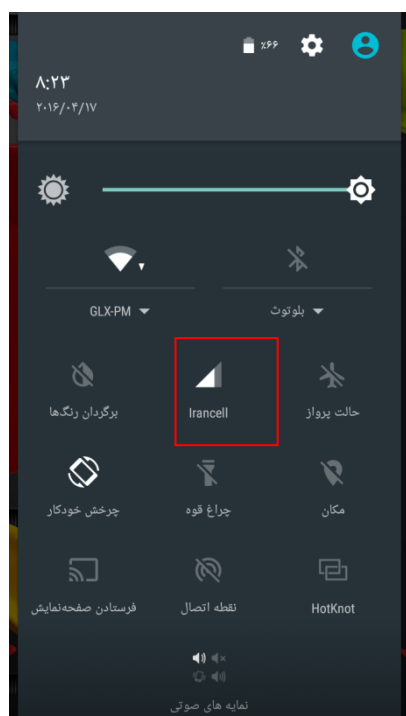 ٪۶۶
۸:۲۳
۲۰۱۶/۰۴/۱۷
GLX-PM
بلوتوث
برگردان رنگ‌ها
Irancell
حالت پرواز
چرخش خودکار
چراغ قوه
مکان
فرستادن صفحه‌نمایش
نقطه اتصال
HotKnot
نمایه های صوتی